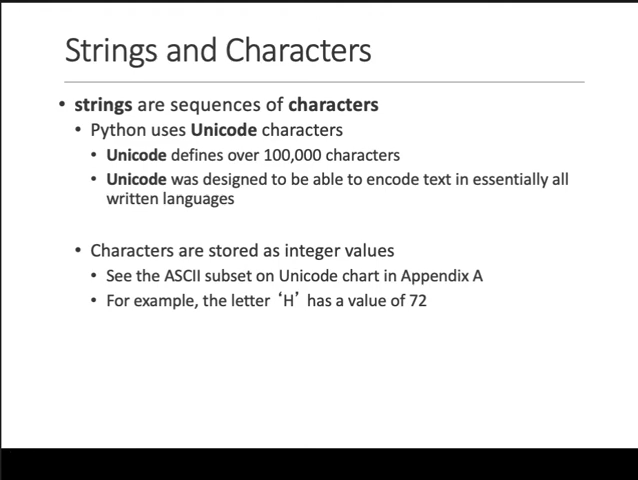 Strings and Characters
• strings are sequences of characters
• Python uses Unicode characters
• Unicode defines over 100,000 characters
• Unicode was designed to be able to encode text in essentially all
written languages
• Characters are stored as integer values
• See the ASCII subset on Unicode chart in Appendix A
• For example, the letter ‘H’ has a value of 72